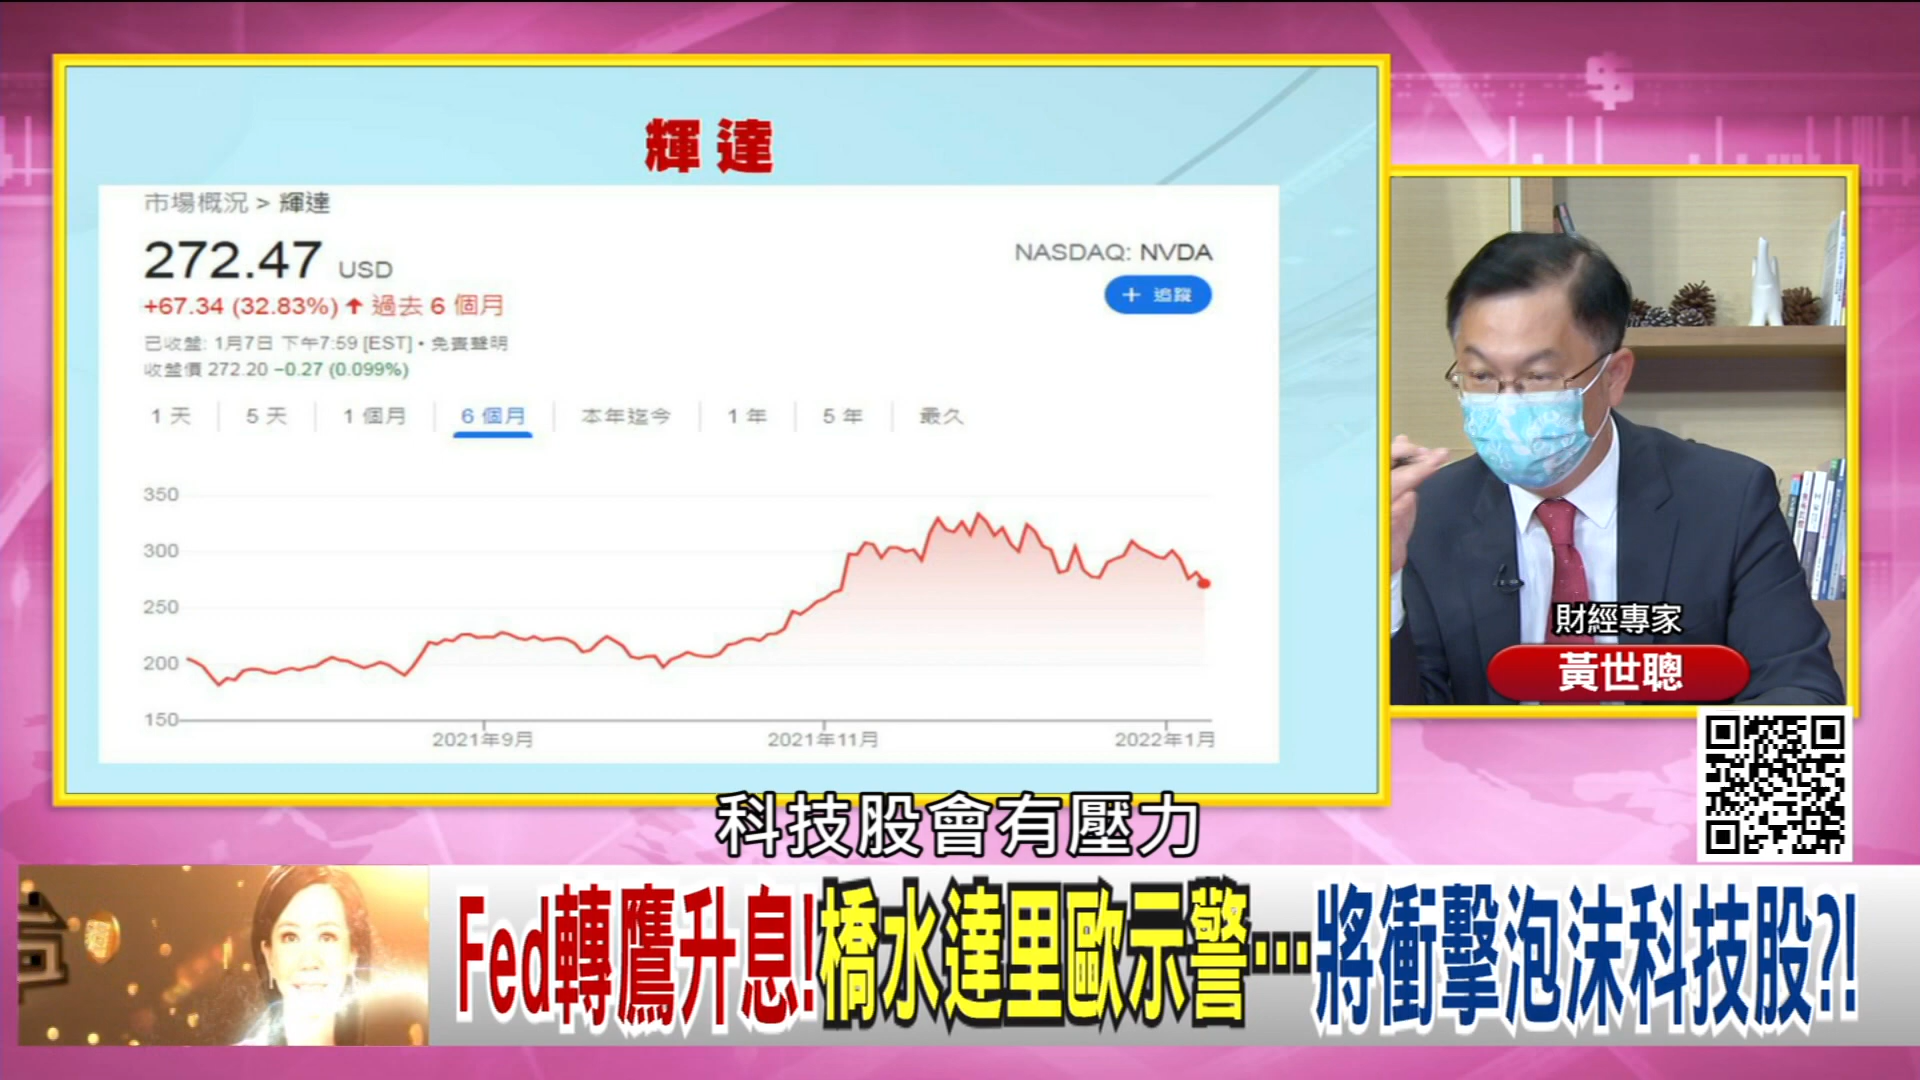 輝達
市場概況 > 輝達
272.47 USD
+67.34 (32.83%) ↑ 過去 6 個月
已收盤: 1月7日 下午7:59 [EST] • 免責聲明
收盤價 272.20 −0.27 (0.099%)
NASDAQ: NVDA
+ 追蹤
1 天 5 天 1 個月 6 個月 本年迄今 1 年 5 年 最久
350
300
250
200
150
2021年9月 2021年11月 2022年1月
財經專家
黃世聰
科技股會有壓力
Fed轉鷹升息!橋水達里歐示警…將衝擊泡沫科技股?!